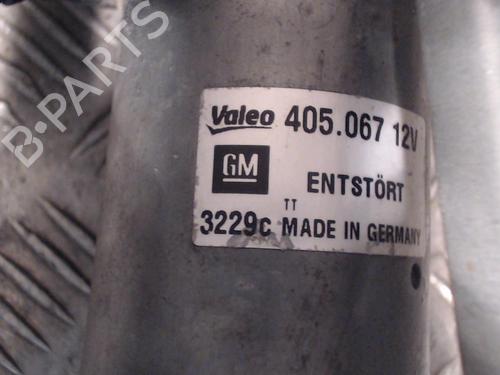 B-PARTS
Valeo 405.067 12V
GM ENTSTÖRT
TT
3229c MADE IN GERMANY